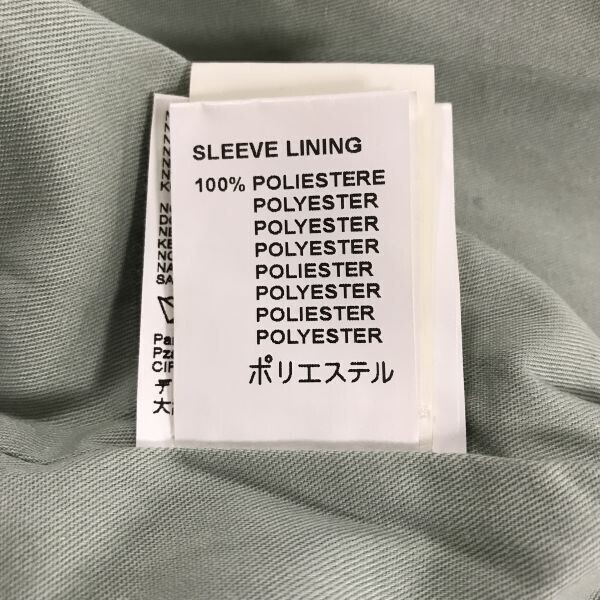 SLEEVE LINING
100% POLIESTERE
POLYESTER
POLYESTER
POLYESTER
POLIESTER
POLYESTER
POLIESTER
POLYESTER
ポリエステル